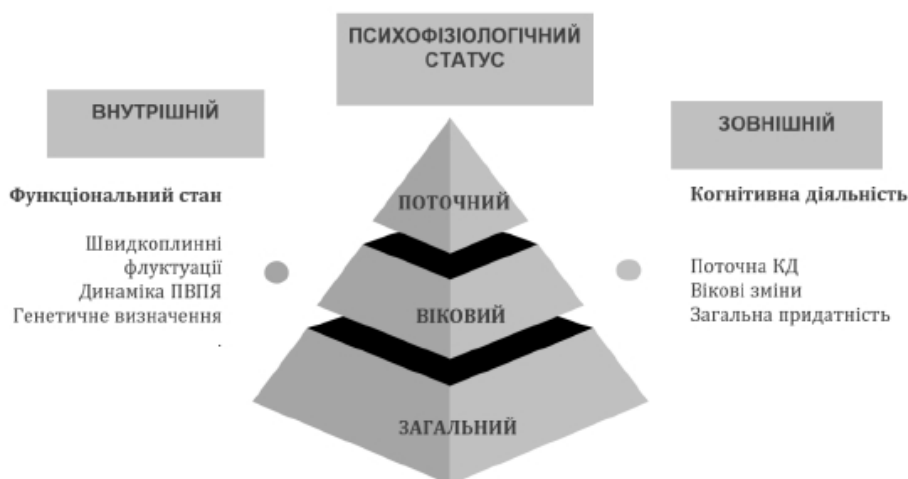 ПСИХОФІЗІОЛОГІЧНИЙ
СТАТУС
ВНУТРІШНІЙ
ЗОВНІШНІЙ
Функціональний стан
Швидкоплинні
флуктуації
Динаміка ПВПЯ
Генетичне визначення
.
ПОТОЧНИЙ
ВІКОВИЙ
ЗАГАЛЬНИЙ
Когнітивна діяльність
Поточна КД
Вікові зміни
Загальна придатність